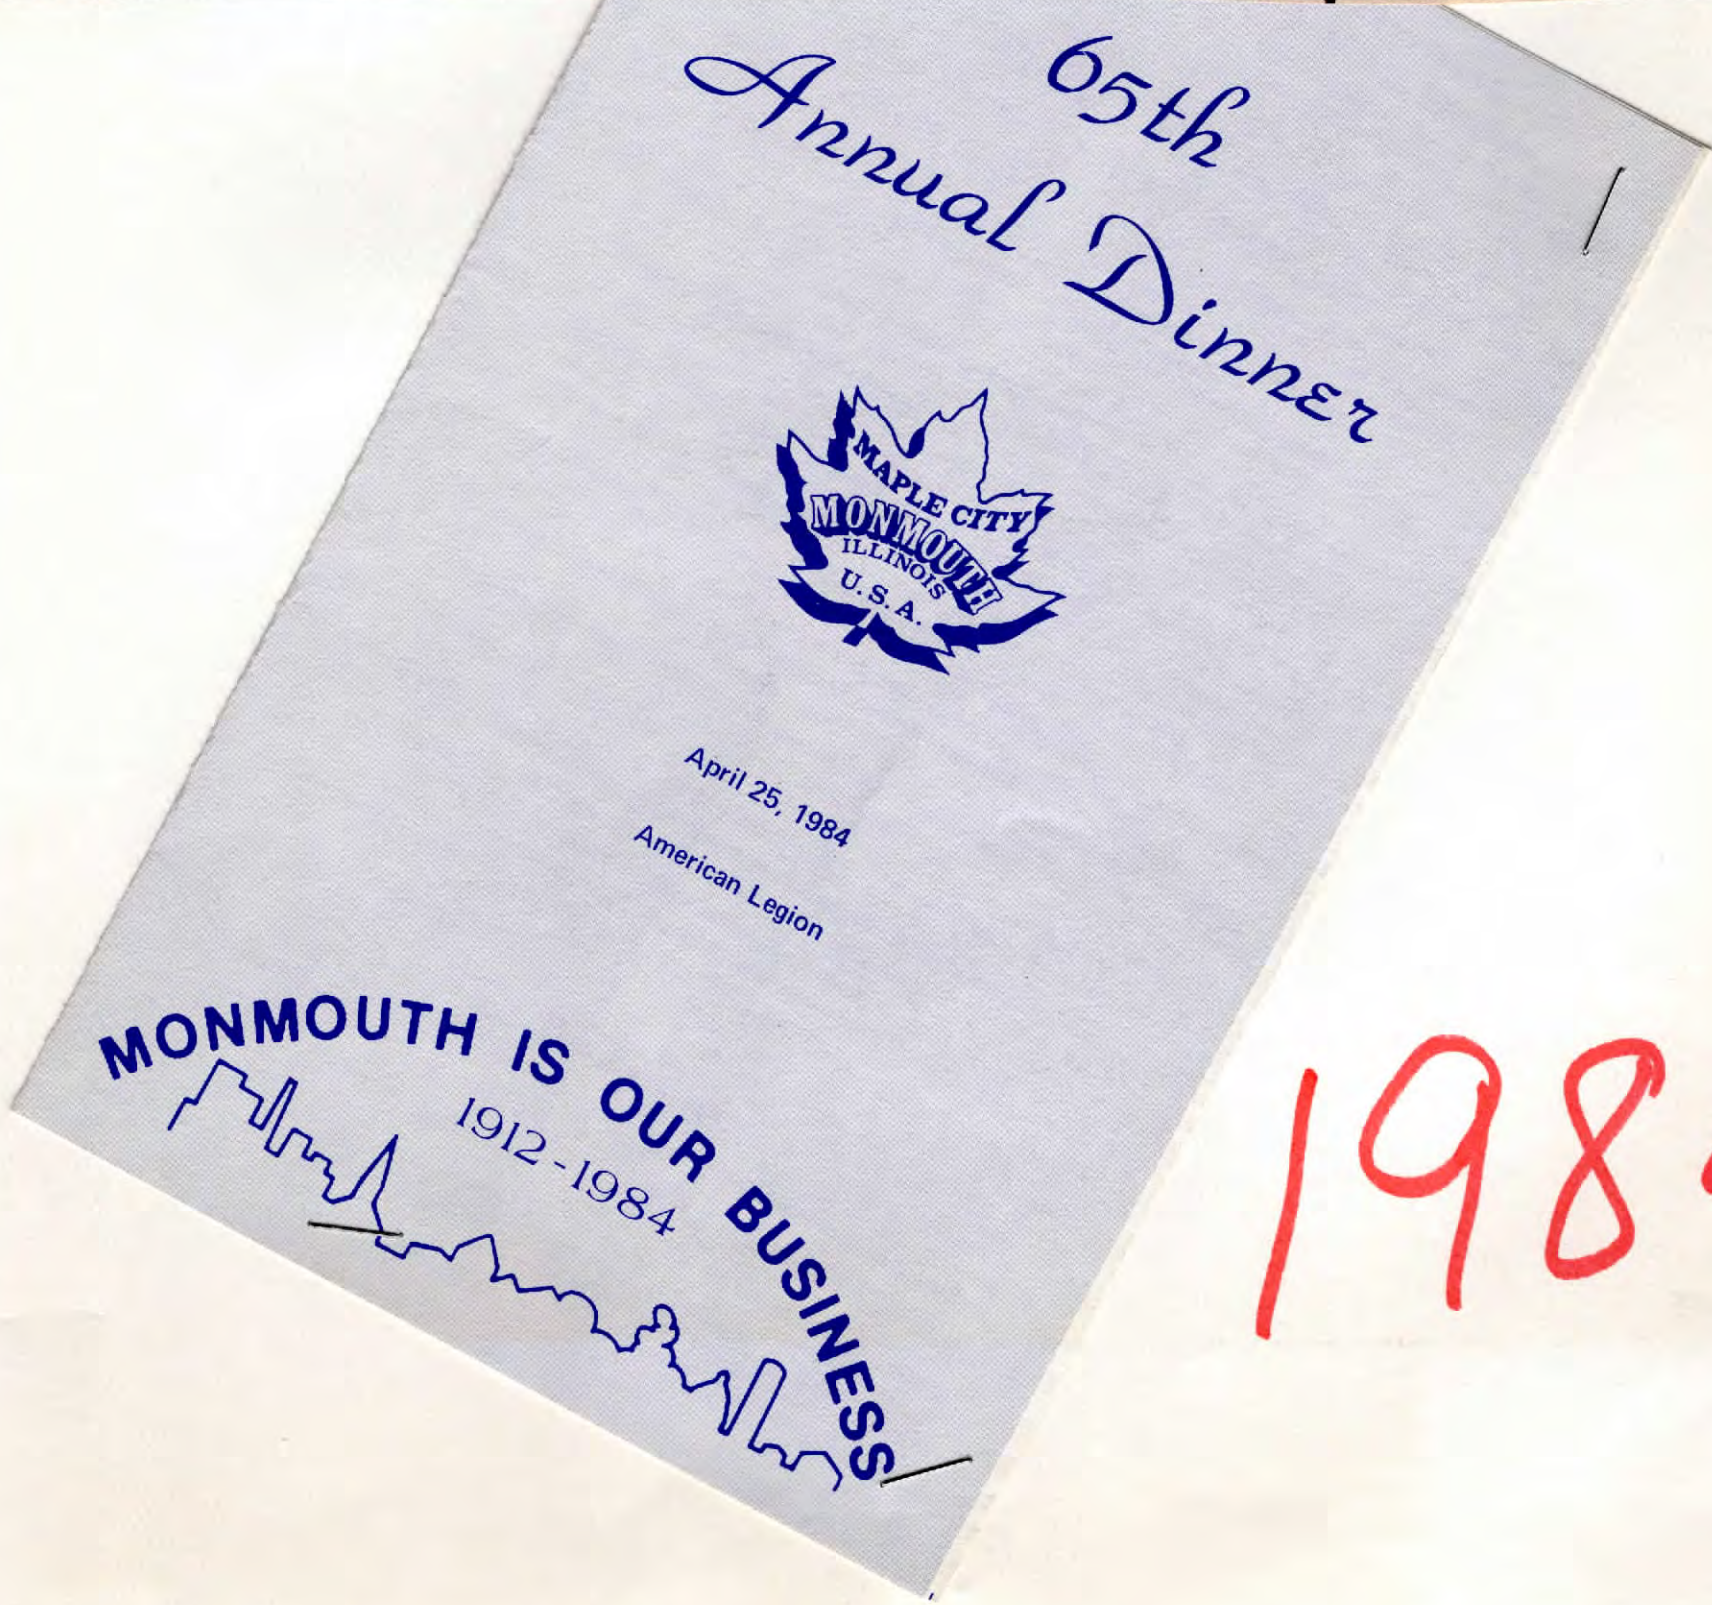 65th
Annual Dinner
MAPLE CITY
MONMOUTH
ILLINOIS
U.S.A.
April 25, 1984
American Legion
MONMOUTH IS OUR BUSINESS
1912-1984
198